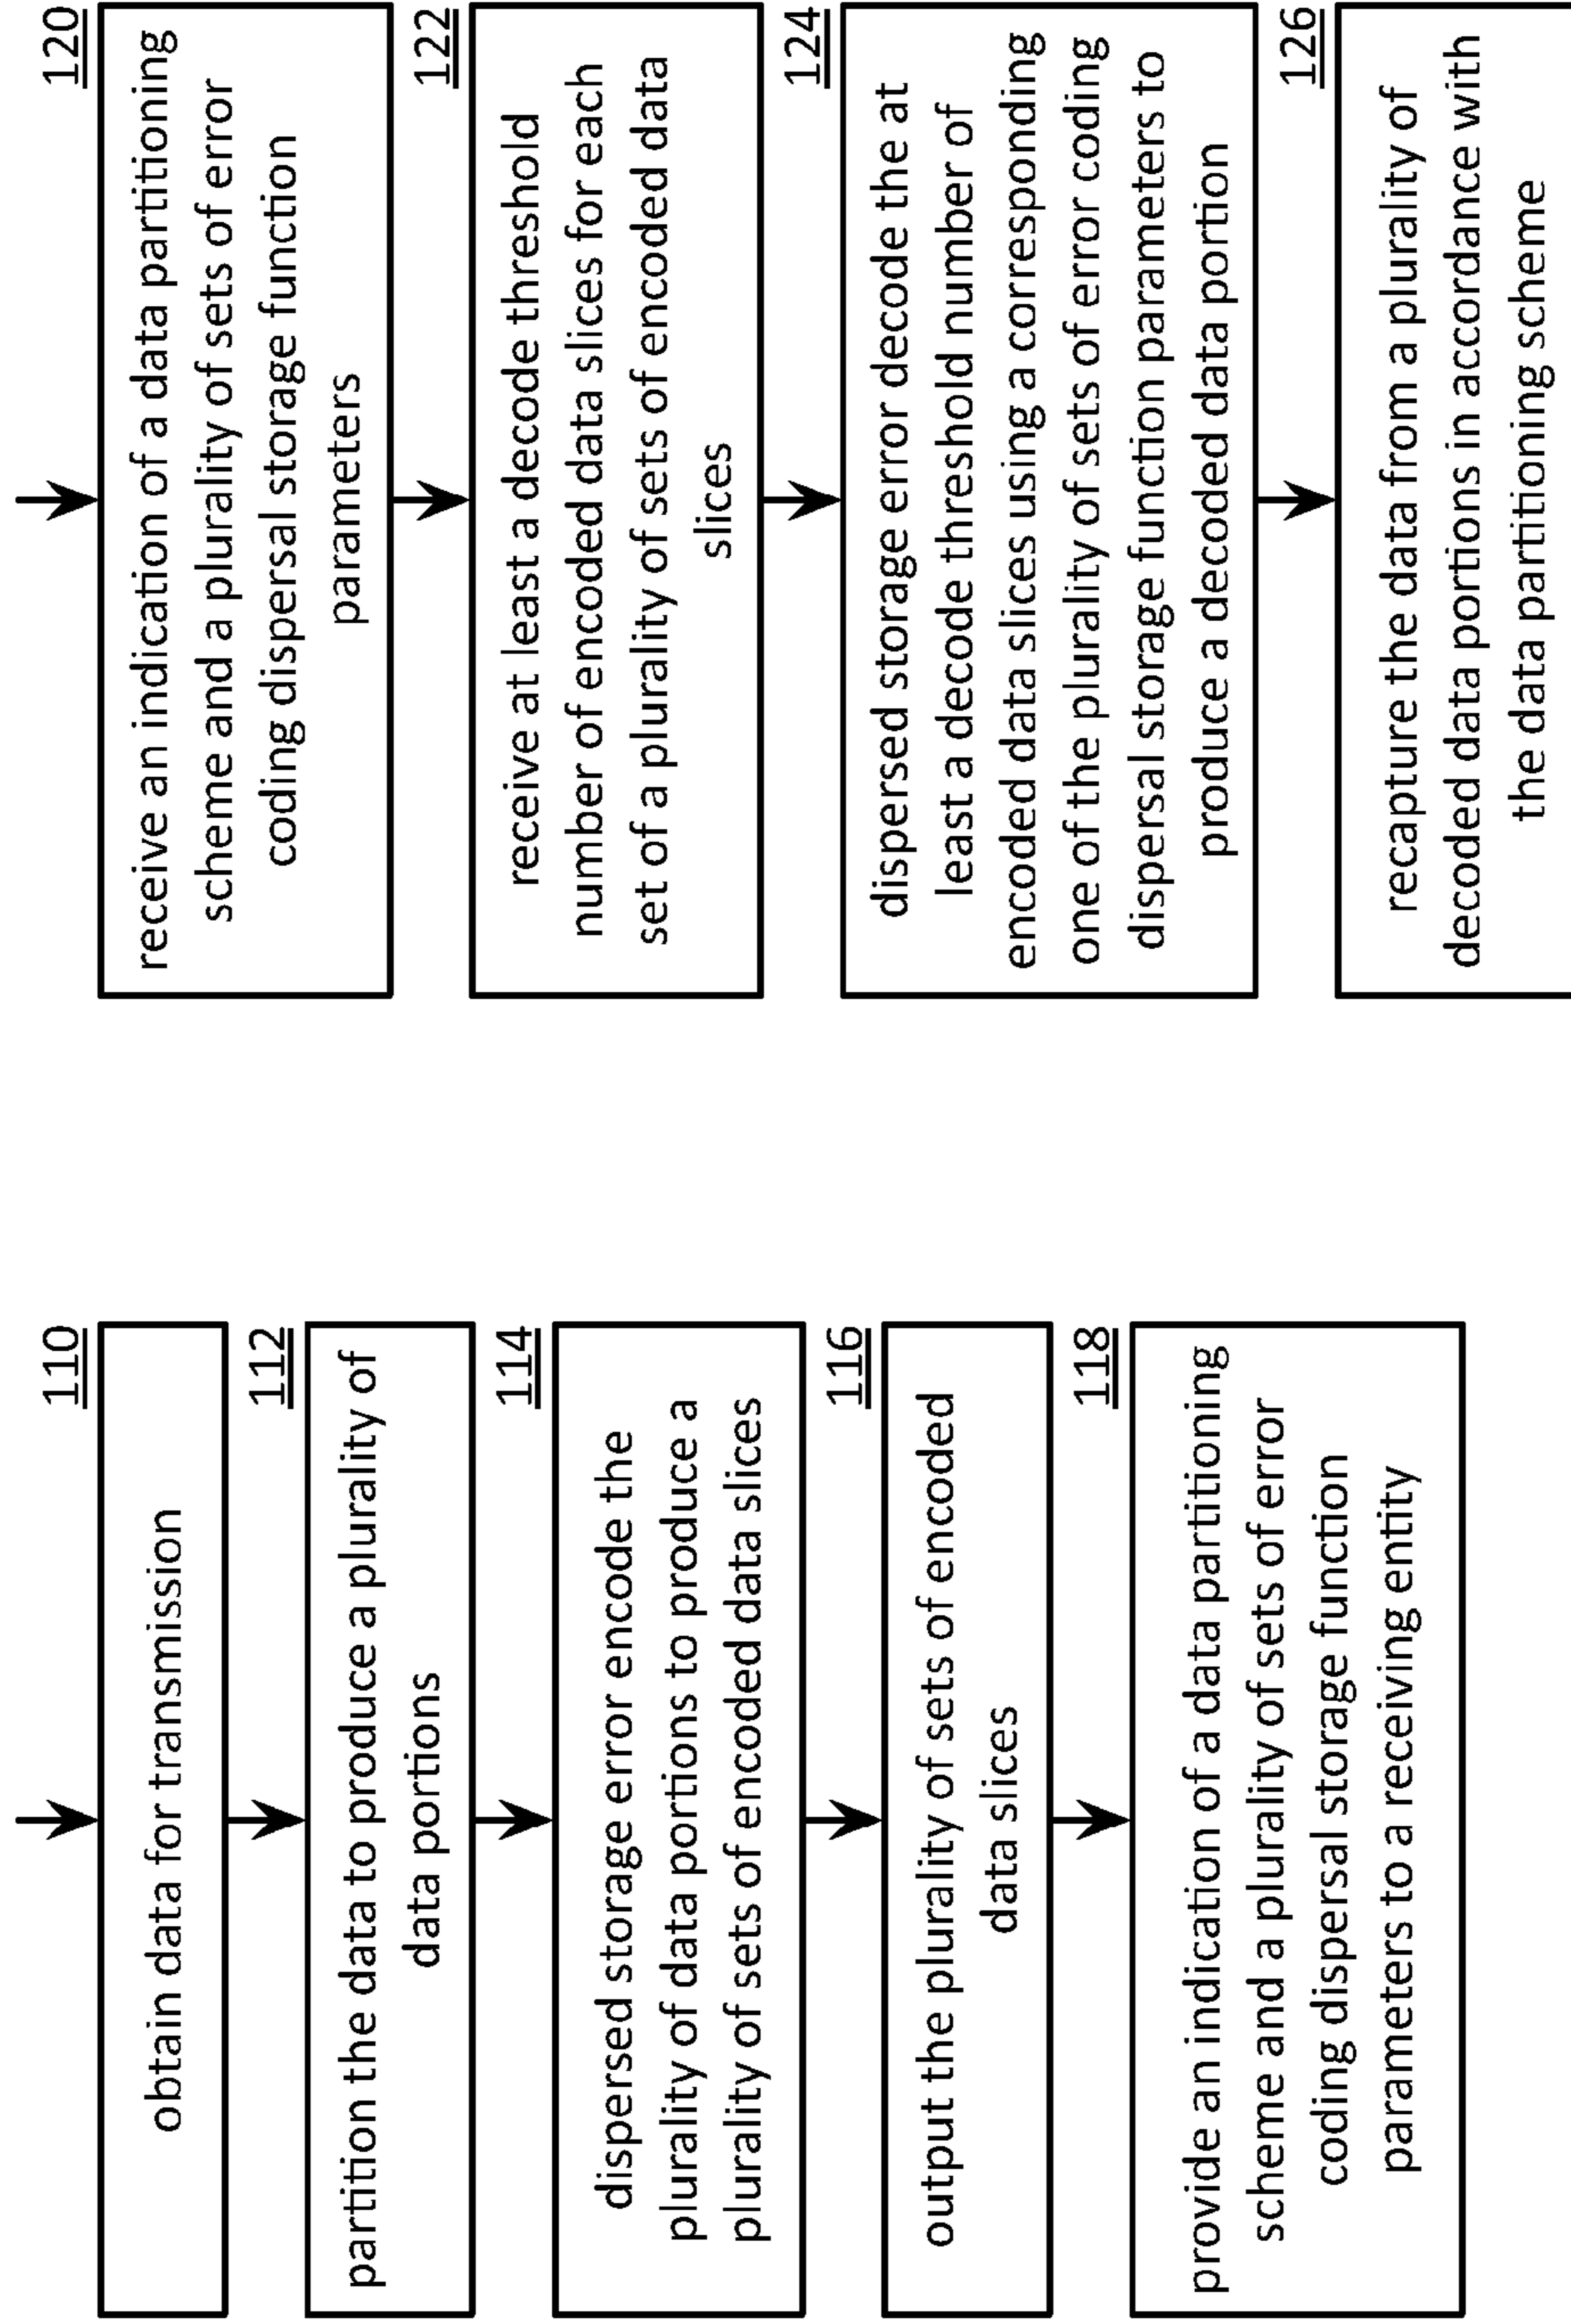 110
obtain data for transmission
112
partition the data to produce a plurality of
data portions
114
dispersed storage error encode the
plurality of data portions to produce a
plurality of sets of encoded data slices
116
output the plurality of sets of encoded
data slices
118
provide an indication of a data partitioning
scheme and a plurality of sets of error
coding dispersal storage function
parameters to a receiving entity
120
receive an indication of a data partitioning
scheme and a plurality of sets of error
coding dispersal storage function
parameters
122
receive at least a decode threshold
number of encoded data slices for each
set of a plurality of sets of encoded data
slices
124
dispersed storage error decode the at
least a decode threshold number of
encoded data slices using a corresponding
one of the plurality of sets of error coding
dispersal storage function parameters to
produce a decoded data portion
126
recapture the data from a plurality of
decoded data portions in accordance with
the data partitioning scheme